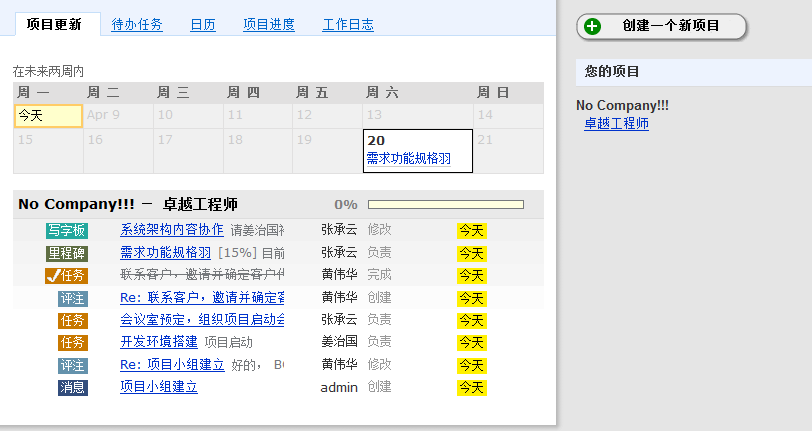 项目更新 待办任务 日历 项目进度 工作日志
创建一个新项目
您的项目
No Company!!!
卓越工程师
在未来两周内
周 一 周 二 周 三 周 四 周 五 周 六 周 日
今天 Apr 9 10 11 12 13 14
15 16 17 18 19 20 21
需求功能规格羽
No Company!!! — 卓越工程师 0%
写字板 系统架构内容协作 请姜治国 张承云 修改 今天
里程碑 需求功能规格羽 [15%] 目前 张承云 负责 今天
任务 联系客户，邀请并确定客户 黄伟华 完成 今天
评注 Re: 联系客户，邀请并确定 黄伟华 创建 今天
任务 会议室预定，组织项目启动会 张承云 负责 今天
任务 开发环境搭建 项目启动 姜治国 负责 今天
评注 Re: 项目小组建立 好的， 黄伟华 修改 今天
消息 项目小组建立 admin 创建 今天